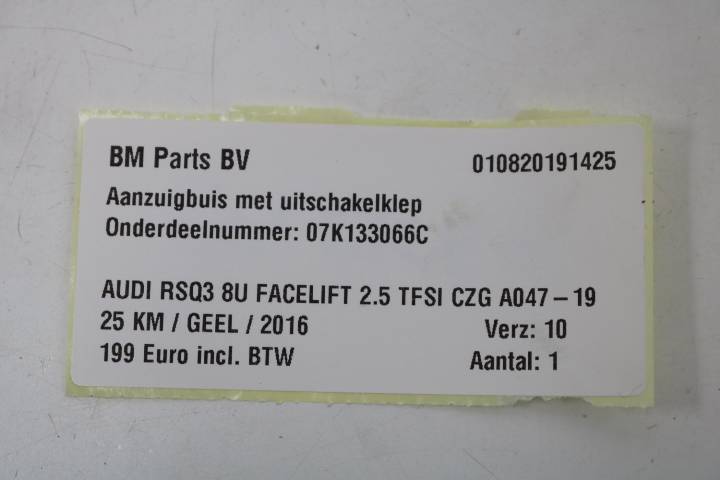 BM Parts BV 010820191425
Aanzuigbuis met uitschakelklep
Onderdeelnummer: 07K133066C
AUDI RSQ3 8U FACELIFT 2.5 TFSI CZG A047-19
25 KM / GEEL / 2016 Verz: 10
199 Euro incl. BTW Aantal: 1